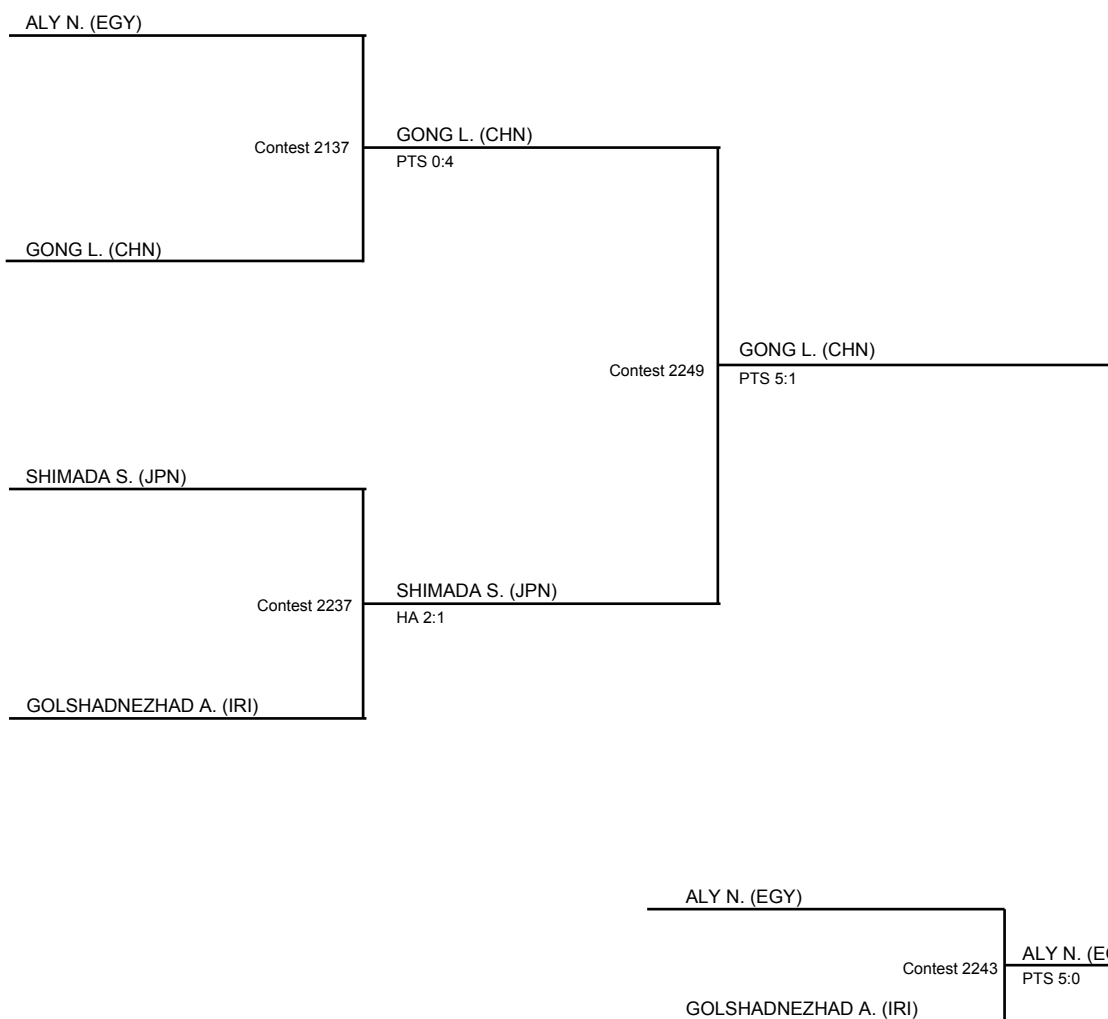 ALY N. (EGY)
GONG L. (CHN)
Contest 2137
PTS 0:4
GONG L. (CHN)
GONG L. (CHN)
Contest 2249
PTS 5:1
SHIMADA S. (JPN)
SHIMADA S. (JPN)
Contest 2237
HA 2:1
GOLSHADNEZHAD A. (IRI)
ALY N. (EGY)
ALY N.
Contest 2243
PTS 5:0
GOLSHADNEZHAD A. (IRI)